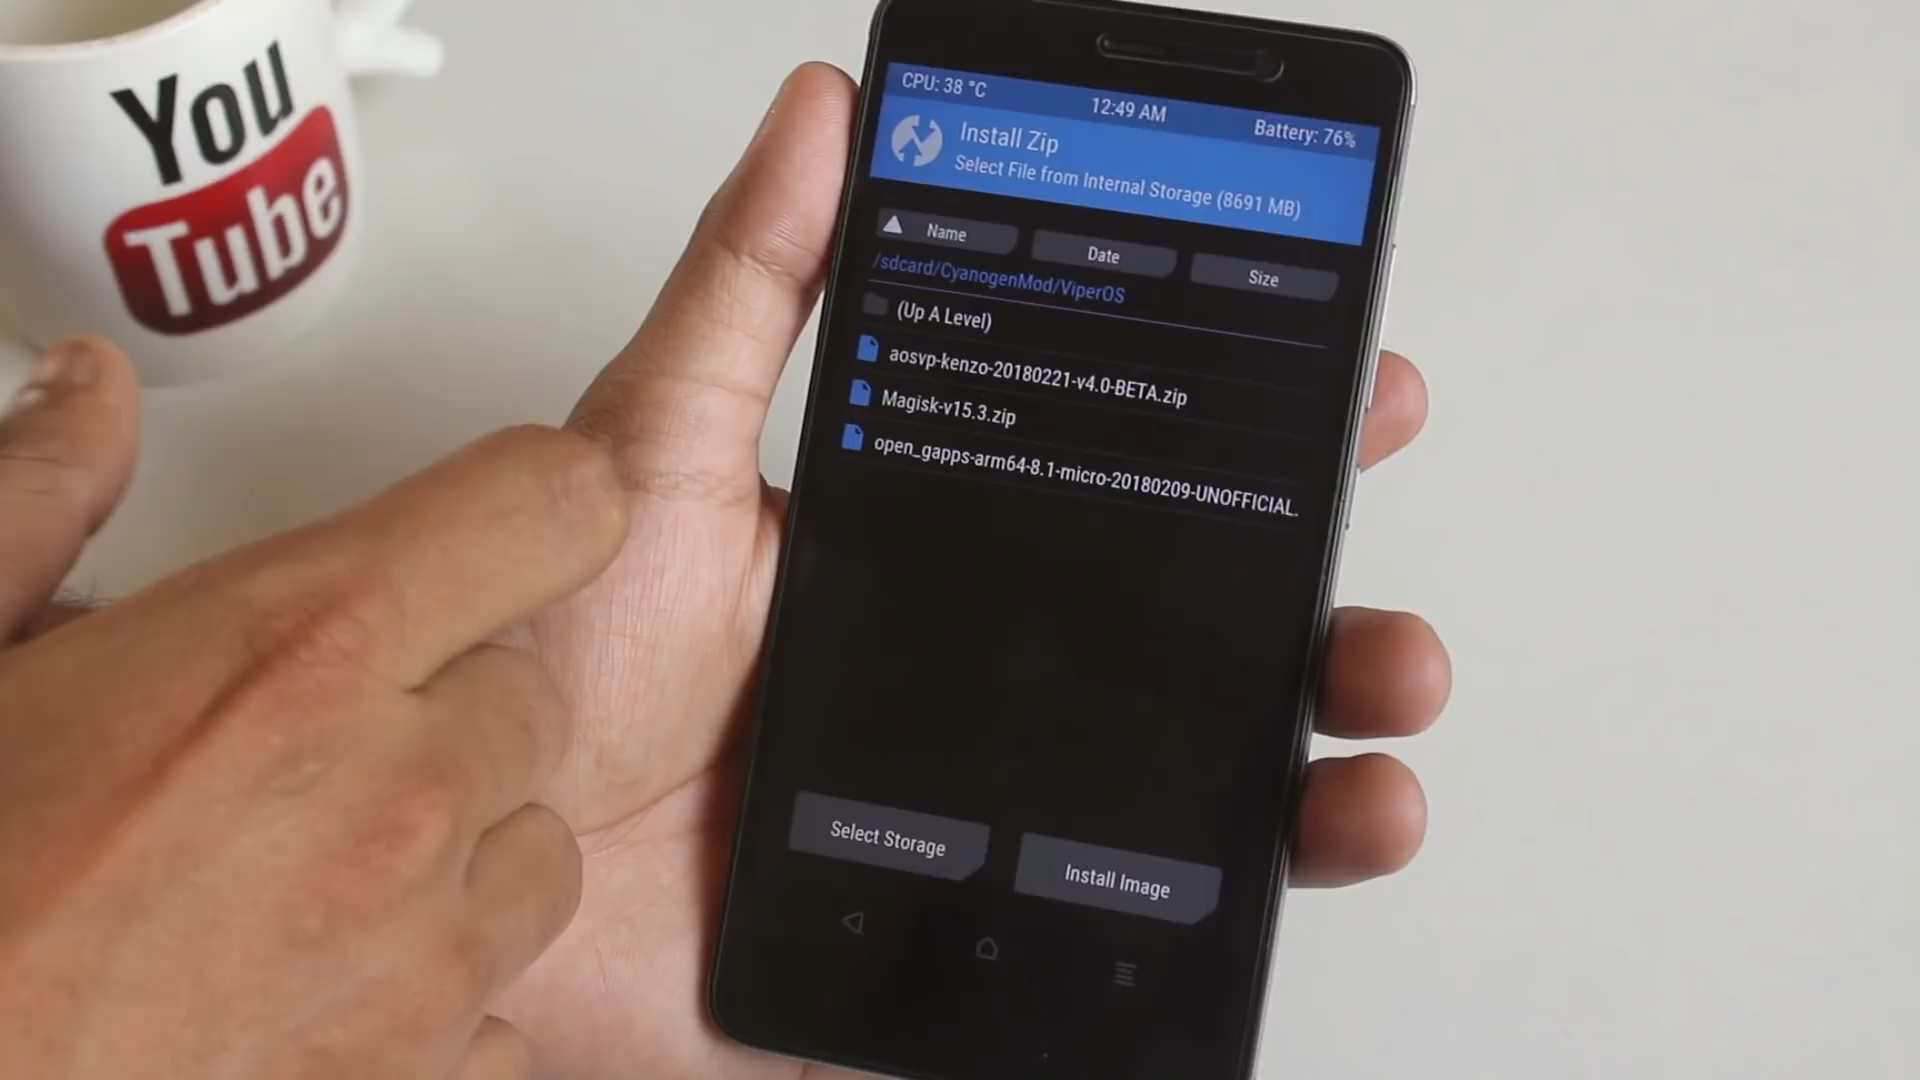 You
Tube
CPU: 38 °C
12:49 AM
Battery: 76%
Install Zip
Select File from Internal Storage (8691 MB)
Name
Date
Size
/sdcard/CyanogenMod/ViperOS
(Up A Level)
aosvp-kenzo-20180221-v4.0-BETA.zip
Magisk-v15.3.zip
open_gapps-arm64-8.1-micro-20180209-UNOFFICIAL.
Select Storage
Install Image